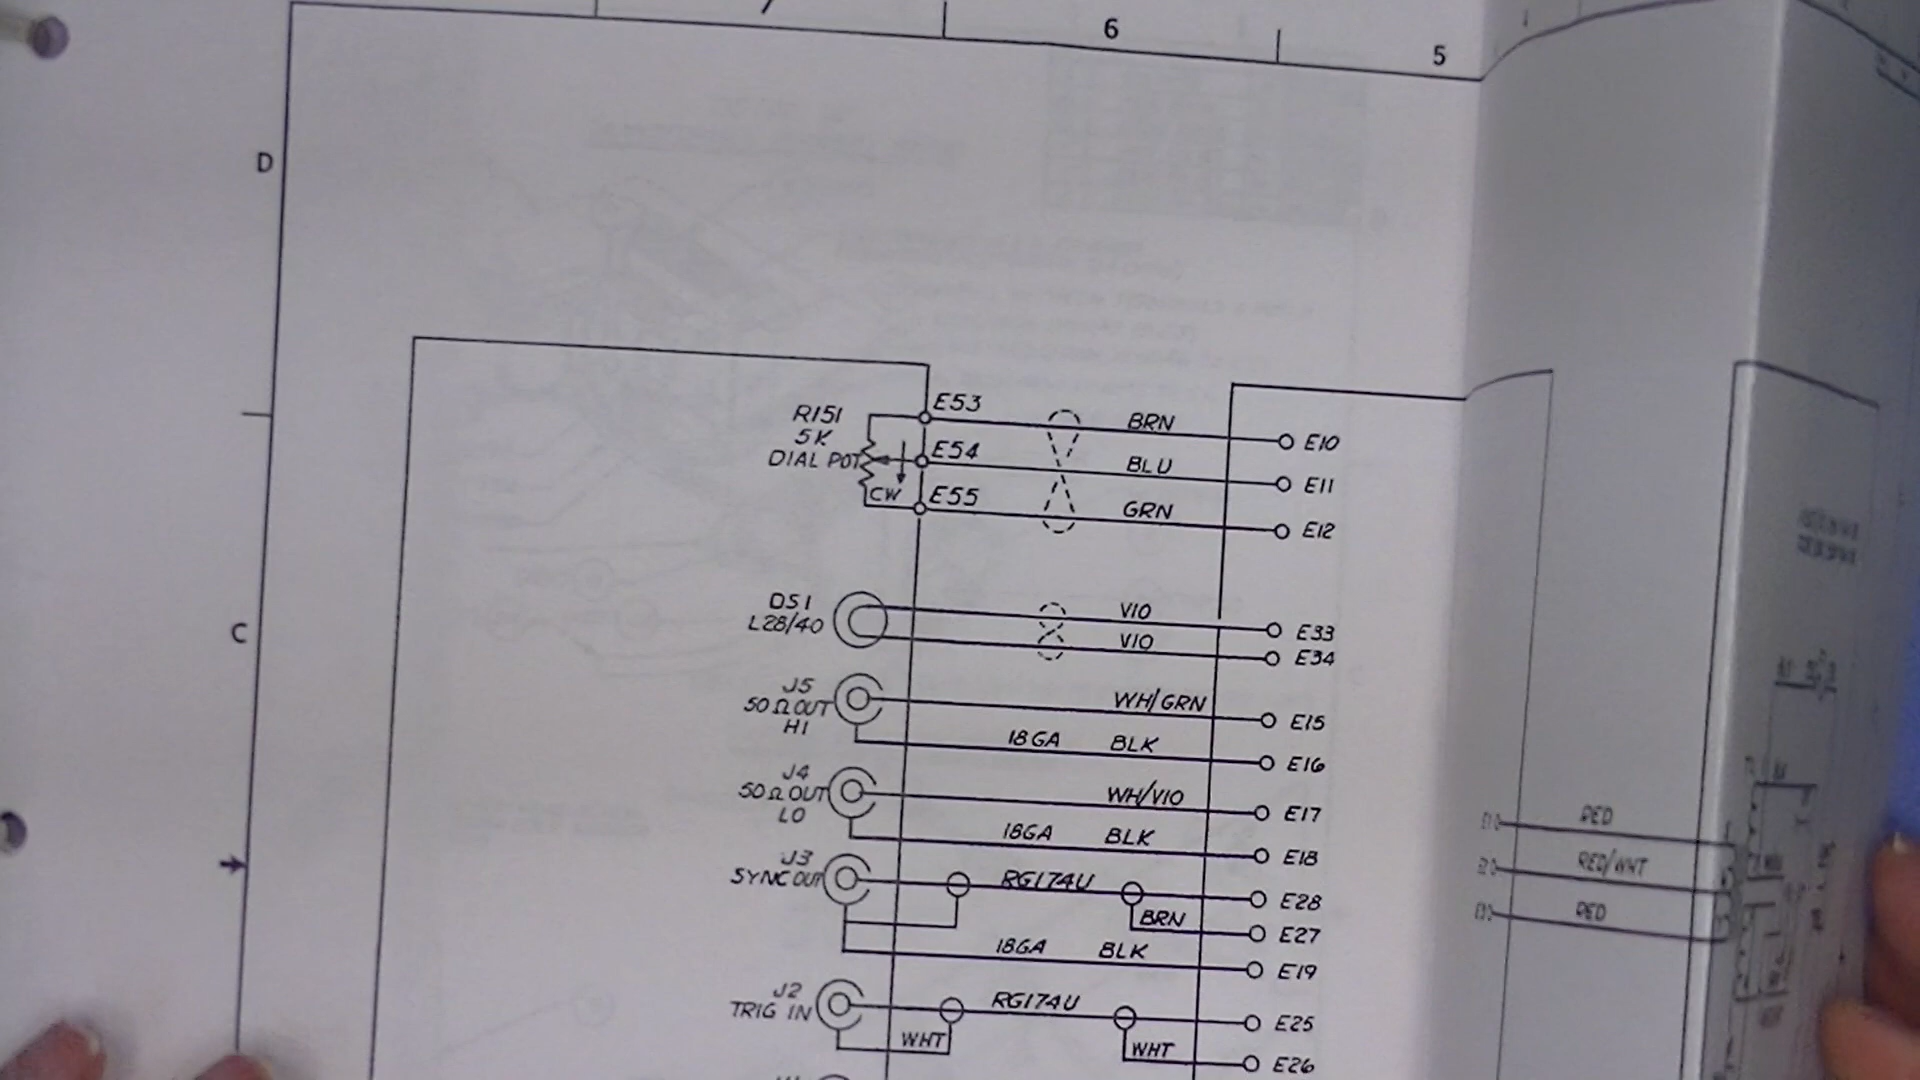 6
5
D
C
R151
5K
DIAL POT
CW
E53
BRN
E10
E54
BLU
E11
E55
GRN
E12
DS1
L28/40
VIO
E33
VIO
E34
J5
50Ω OUT
HI
WH/GRN
E15
18GA BLK
E16
J4
50Ω OUT
LO
WH/VIO
E17
18GA BLK
E18
J3
SYNC OUT
RG174U
E28
BRN
E27
18GA BLK
E19
J2
TRIG IN
RG174U
E25
WHT
WHT
E26
RED
RED/WHT
RED